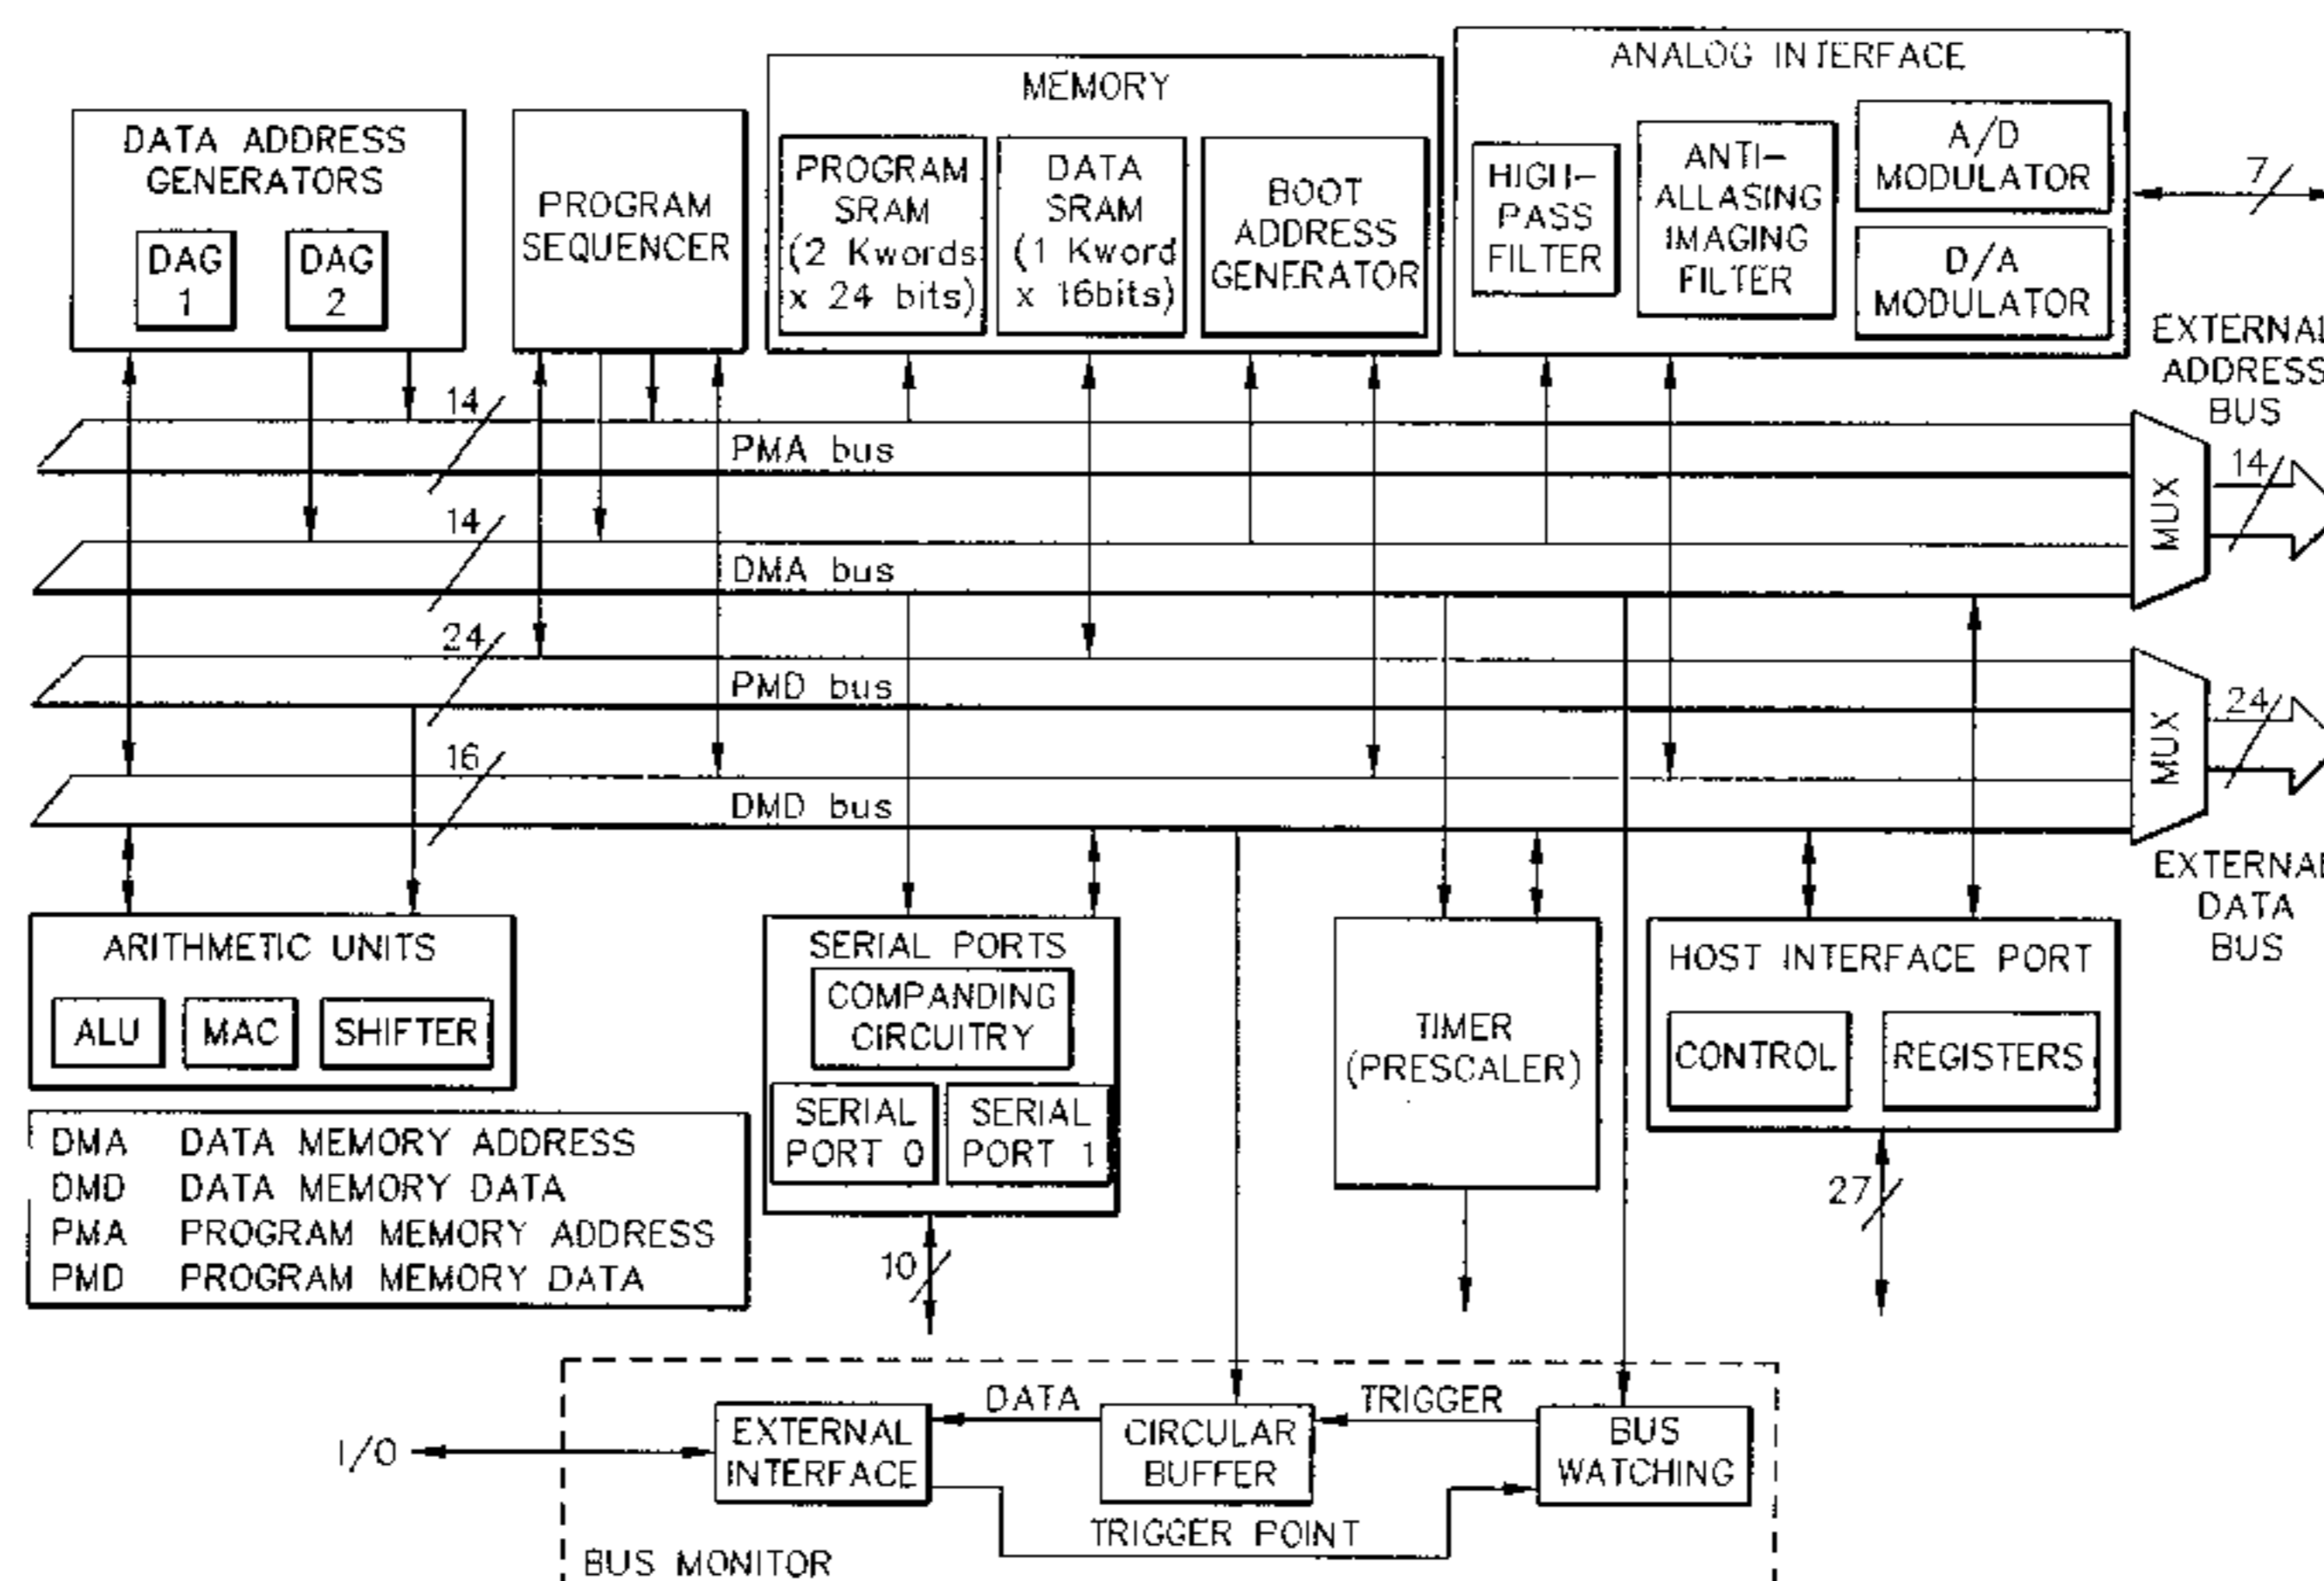 DATA ADDRESS
GENERATORS
DAG
1
DAG
2
PROGRAM
SEQUENCER
MEMORY
PROGRAM
SRAM
(2 Kwords
x 24 bits)
DATA
SRAM
(1 Kword
x 16bits)
BOOT
ADDRESS
GENERATOR
ANALOG INTERFACE
HIGH-
PASS
FILTER
ANTI-
ALLASING
IMAGING
FILTER
A/D
MODULATOR
D/A
MODULATOR
7
EXTERNAL
ADDRESS
BUS
14
PMA bus
14
DMA bus
MUX
14
24
PMD bus
16
DMD bus
MUX
24
EXTERNAL
DATA
BUS
ARITHMETIC UNITS
ALU
MAC
SHIFTER
SERIAL PORTS
COMPANDING
CIRCUITRY
SERIAL
PORT 0
SERIAL
PORT 1
10
TIMER
(PRESCALER)
HOST INTERFACE PORT
CONTROL
REGISTERS
27
DMA DATA MEMORY ADDRESS
DMD DATA MEMORY DATA
PMA PROGRAM MEMORY ADDRESS
PMD PROGRAM MEMORY DATA
I/O
EXTERNAL
INTERFACE
DATA
CIRCULAR
BUFFER
TRIGGER
BUS
WATCHING
TRIGGER POINT
BUS MONITOR